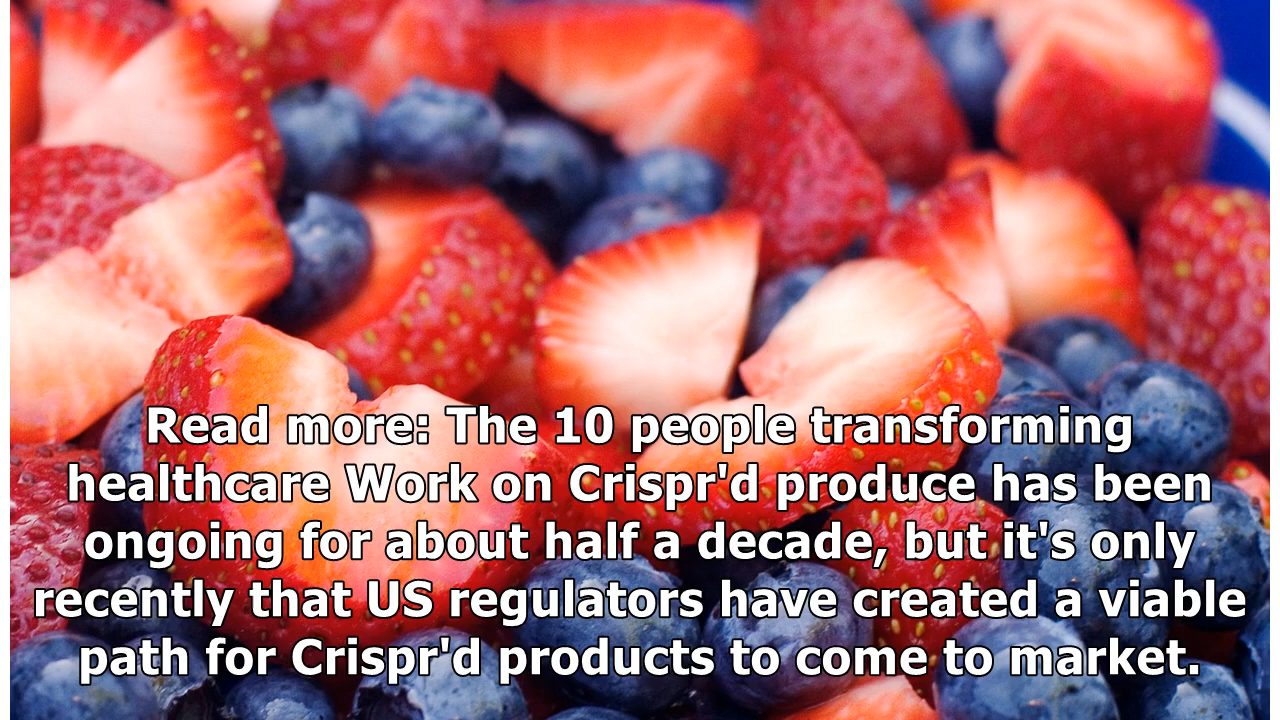 Read more: The 10 people transforming
healthcare Work on Crispr'd produce has been
ongoing for about half a decade, but it's only
recently that US regulators have created a viable
path for Crispr'd products to come to market.